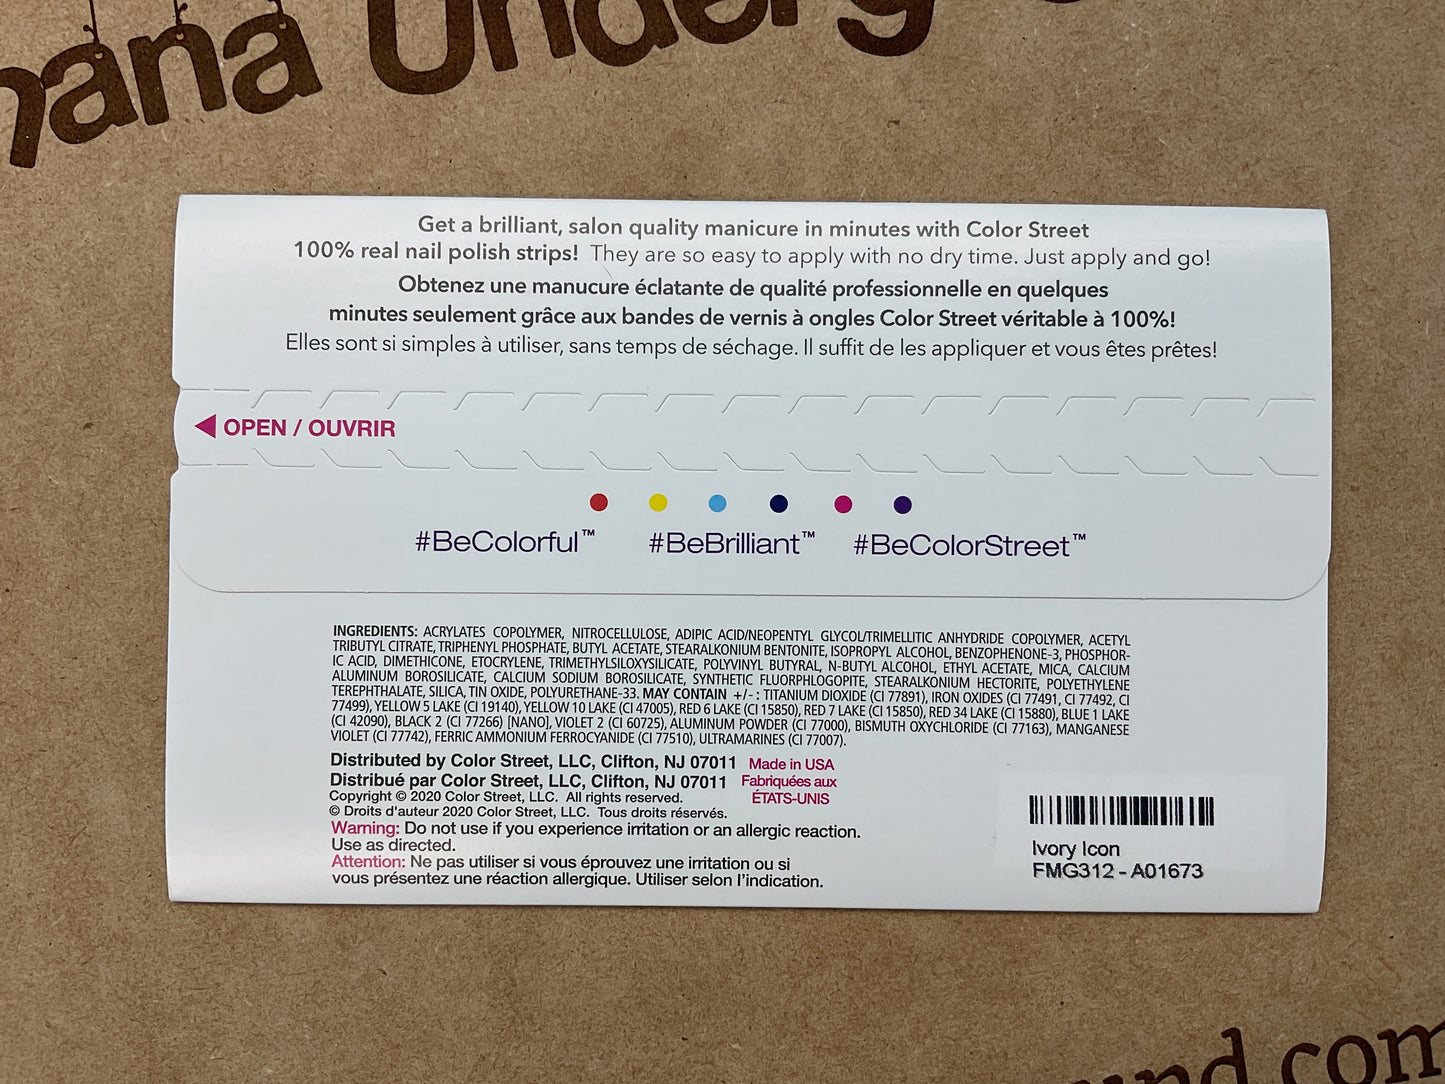 Get a brilliant, salon quality manicure in minutes with Color Street
100% real nail polish strips! They are so easy to apply with no dry time. Just apply and go!
Obtenez une manucure éclatante de qualité professionnelle en quelques
minutes seulement grâce aux bandes de vernis à ongles Color Street véritable à 100%!
Elles sont si simples à utiliser, sans temps de séchage. Il suffit de les appliquer et vous êtes prêtes!
OPEN / OUVRIR
#BeColorful™ #BeBrilliant™ #BeColorStreet™
INGREDIENTS: ACRYLATES COPOLYMER, NITROCELLULOSE, ADIPIC ACID/NEOPENTYL GLYCOL/TRIMELLITIC ANHYDRIDE COPOLYMER, ACETYL
TRIBUTYL CITRATE, TRIPHENYL PHOSPHATE, BUTYL ACETATE, STEARALKONIUM BENTONITE, ISOPROPYL ALCOHOL, BENZOPHENONE-3, PHOSPHOR-
IC ACID, DIMETHICONE, ETOCRYLENE, TRIMETHYLSILOXYSILICATE, POLYVINYL BUTYRAL, N-BUTYL ALCOHOL, ETHYL ACETATE, MICA, CALCIUM
ALUMINUM BOROSILICATE, CALCIUM SODIUM BOROSILICATE, SYNTHETIC FLUORPHLOGOPITE, STEARALKONIUM HECTORITE, POLYETHYLENE
TEREPHTHALATE, SILICA, TIN OXIDE, POLYURETHANE-33. MAY CONTAIN +/- : TITANIUM DIOXIDE (CI 77891), IRON OXIDES (CI 77491, CI 77492, CI
77499), YELLOW 5 LAKE (CI 19140), YELLOW 10 LAKE (CI 47005), RED 6 LAKE (CI 15850), RED 7 LAKE (CI 15850), RED 34 LAKE (CI 15880), BLUE 1 LAKE
(CI 42090), BLACK 2 (CI 77266) [NANO], VIOLET 2 (CI 60725), ALUMINUM POWDER (CI 77000), BISMUTH OXYCHLORIDE (CI 77163), MANGANESE
VIOLET (CI 77742), FERRIC AMMONIUM FERROCYANIDE (CI 77510), ULTRAMARINES (CI 77007).
Distributed by Color Street, LLC, Clifton, NJ 07011
Distribué par Color Street, LLC, Clifton, NJ 07011
Made in USA
Fabriquées aux
ÉTATS-UNIS
Copyright © 2020 Color Street, LLC. All rights reserved.
© Droits d'auteur 2020 Color Street, LLC. Tous droits réservés.
Warning: Do not use if you experience irritation or an allergic reaction.
Use as directed.
Attention: Ne pas utiliser si vous éprouvez une irritation ou si
vous présentez une réaction allergique. Utiliser selon l'indication.
Ivory Icon
FMG312 - A01673